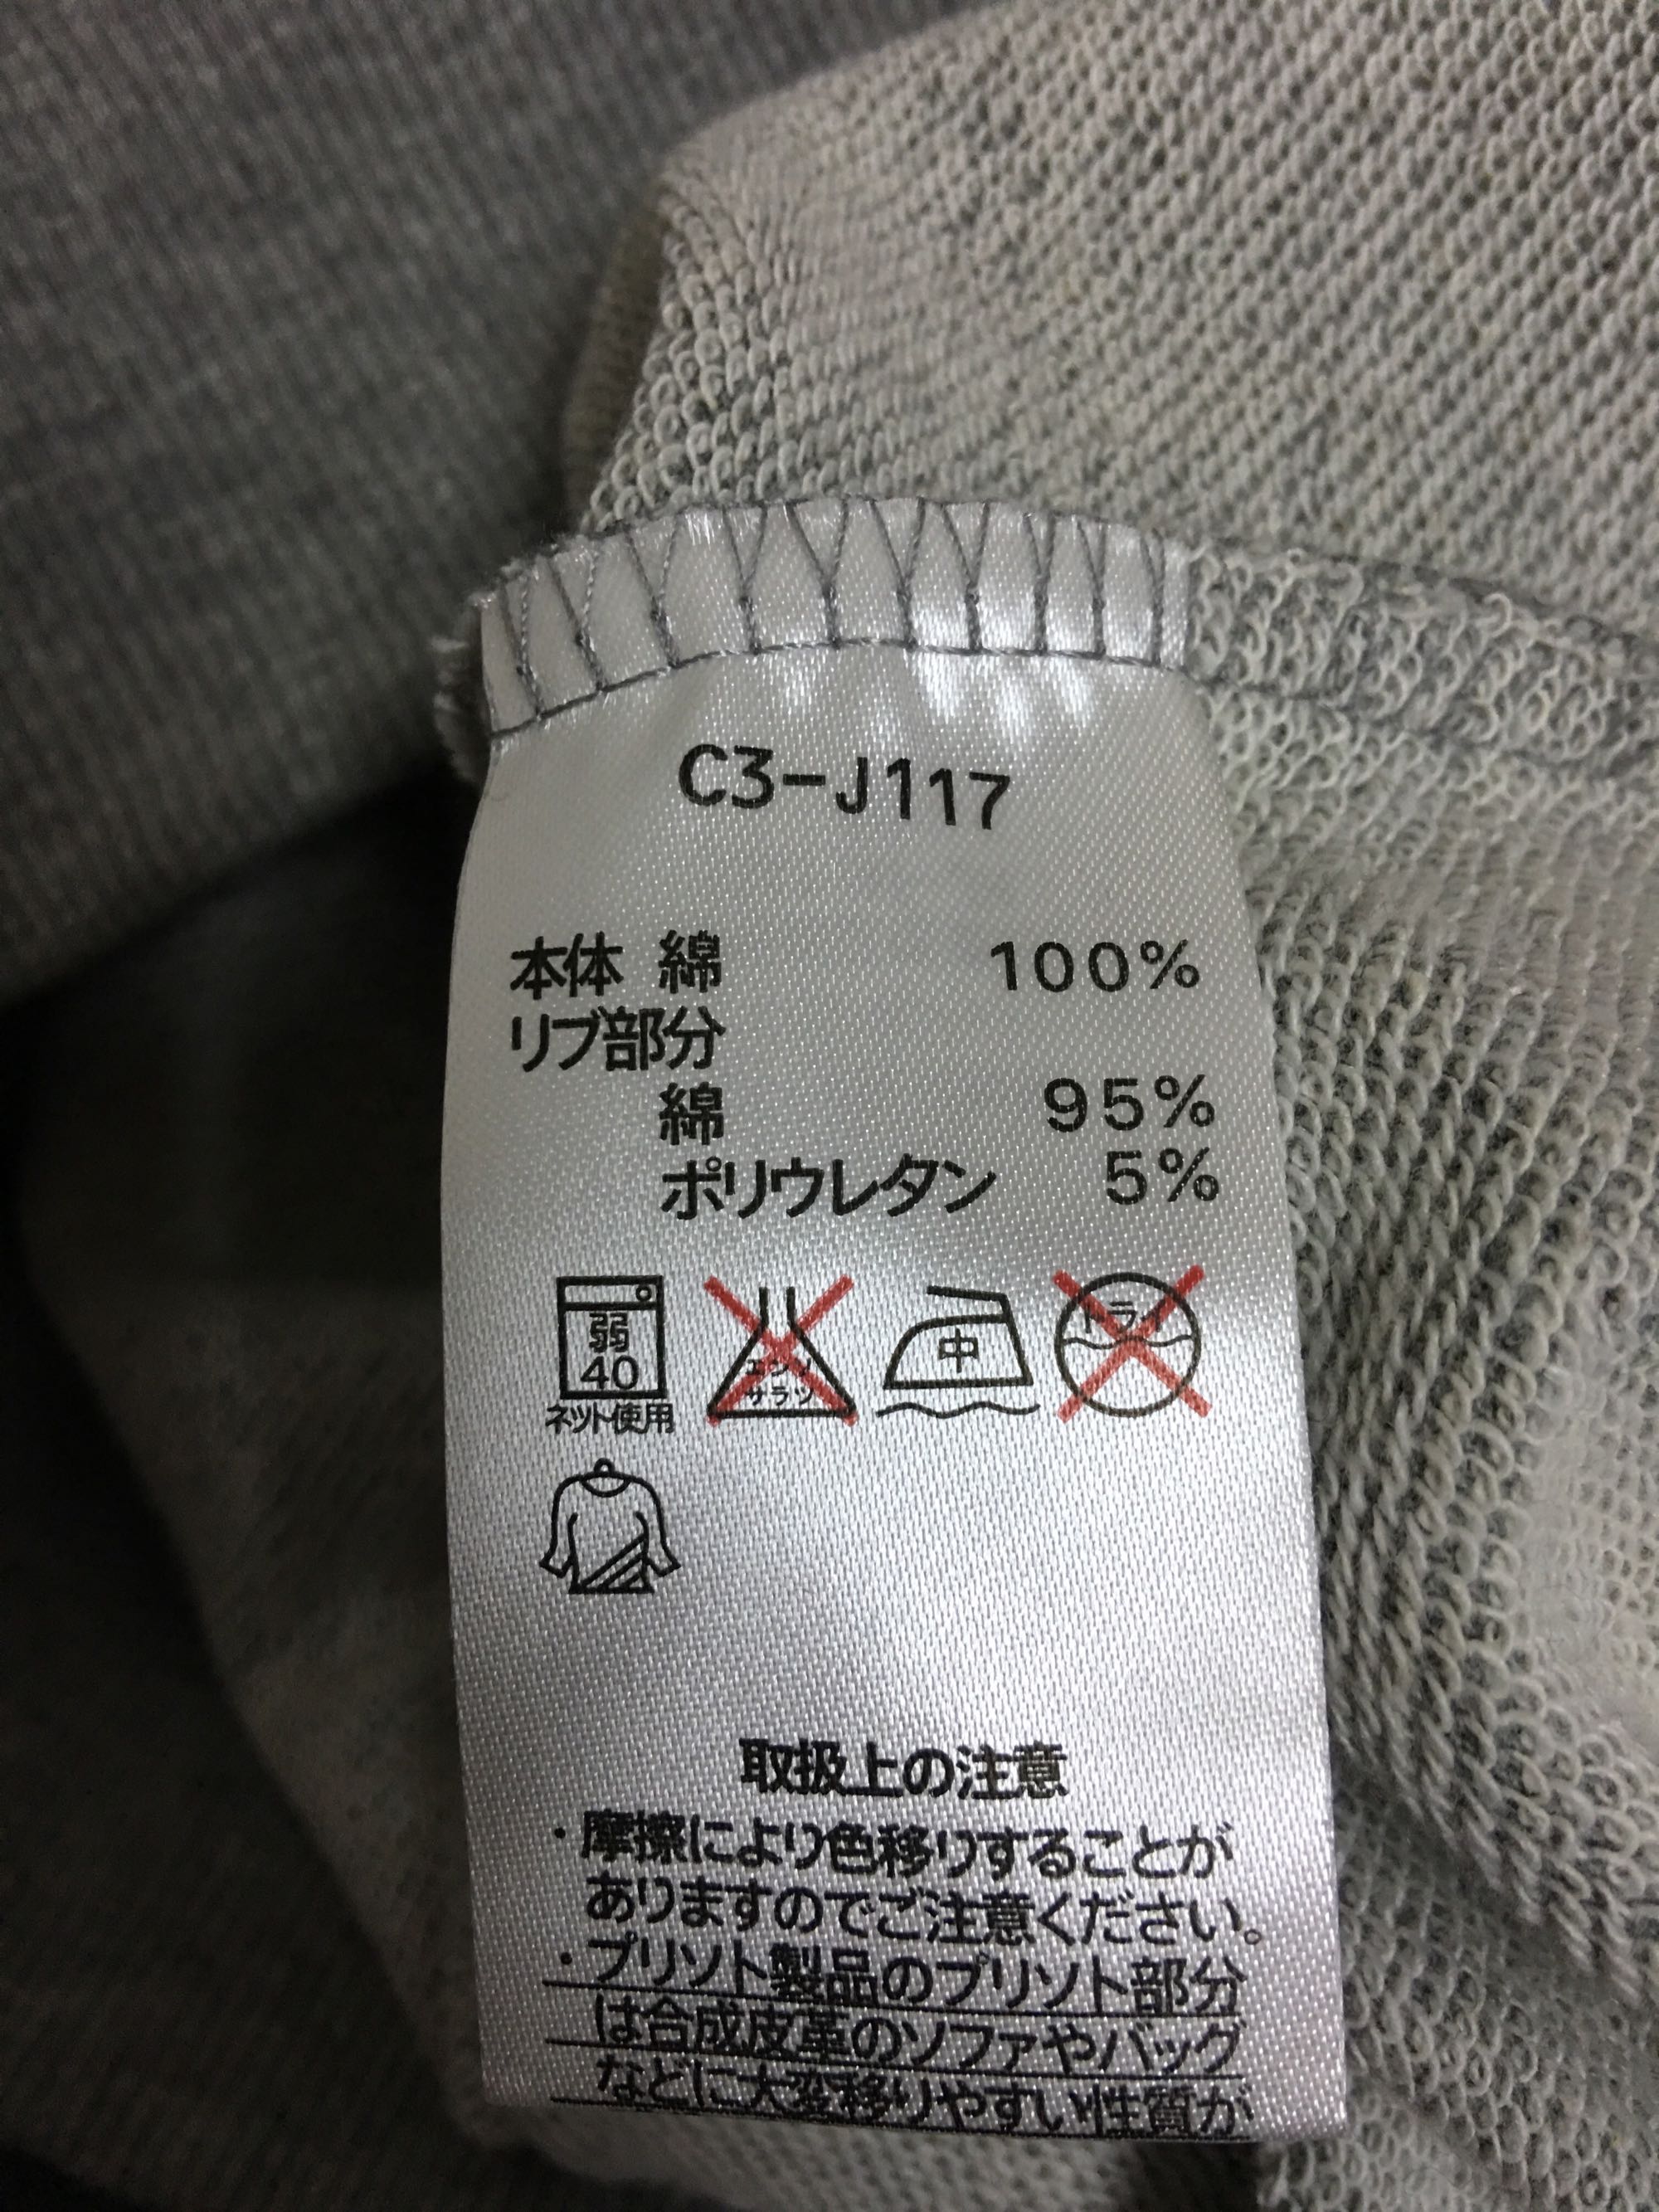 C3-J117
本体 綿 100%
リブ部分
綿 95%
ポリウレタン 5%
弱
40
ネット使用
エンソ
サラシ
中
ドライ
取扱上の注意
・摩擦により色移りすることが
ありますのでご注意ください。
・プリント製品のプリント部分
は合成皮革のソファやバッグ
などに大変移りやすい性質が